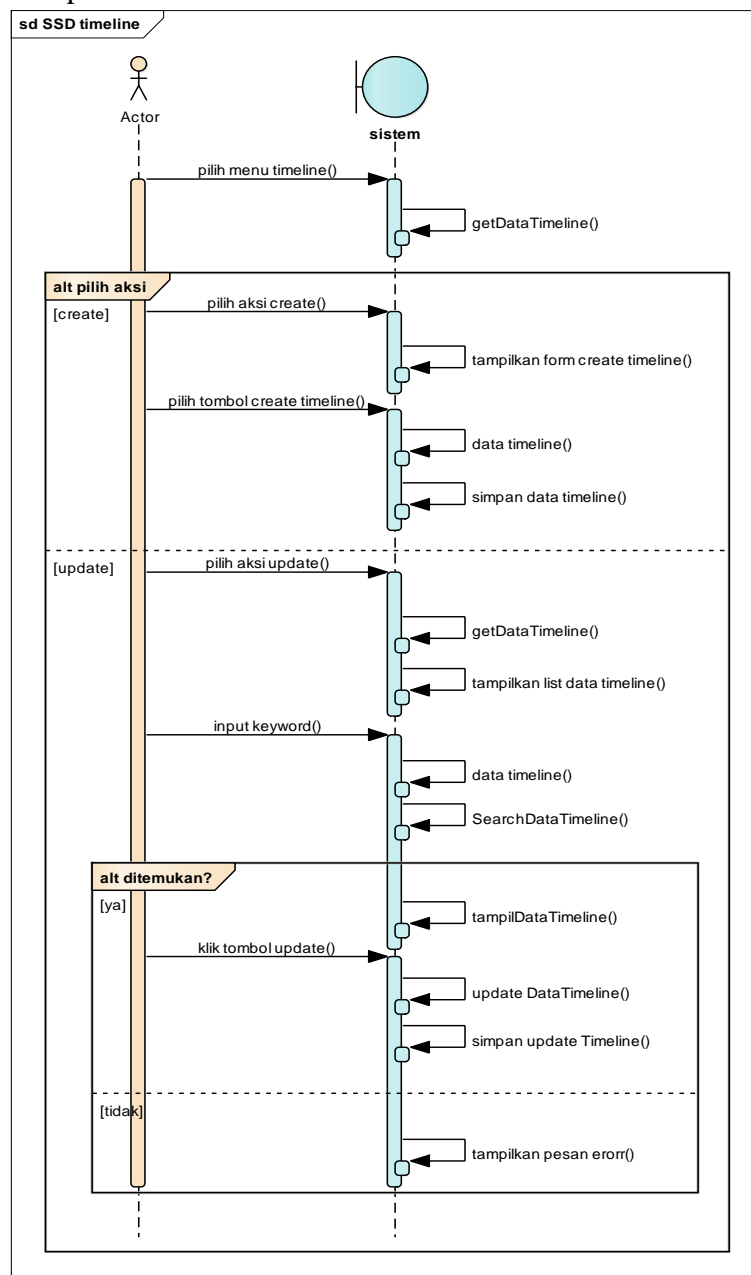 sd SSD timeline
Actor
sistem
pilih menu timeline()
getDataTimeline()
alt pilih aksi
[create]
pilih aksi create()
tampilkan form create timeline()
pilih tombol create timeline()
data timeline()
simpan data timeline()
[update]
pilih aksi update()
getDataTimeline()
tampilkan list data timeline()
input keyword()
data timeline()
SearchDataTimeline()
alt ditemukan?
[ya]
tampilDataTimeline()
klik tombol update()
update DataTimeline()
simpan update Timeline()
[tidak]
tampilkan pesan erorr()